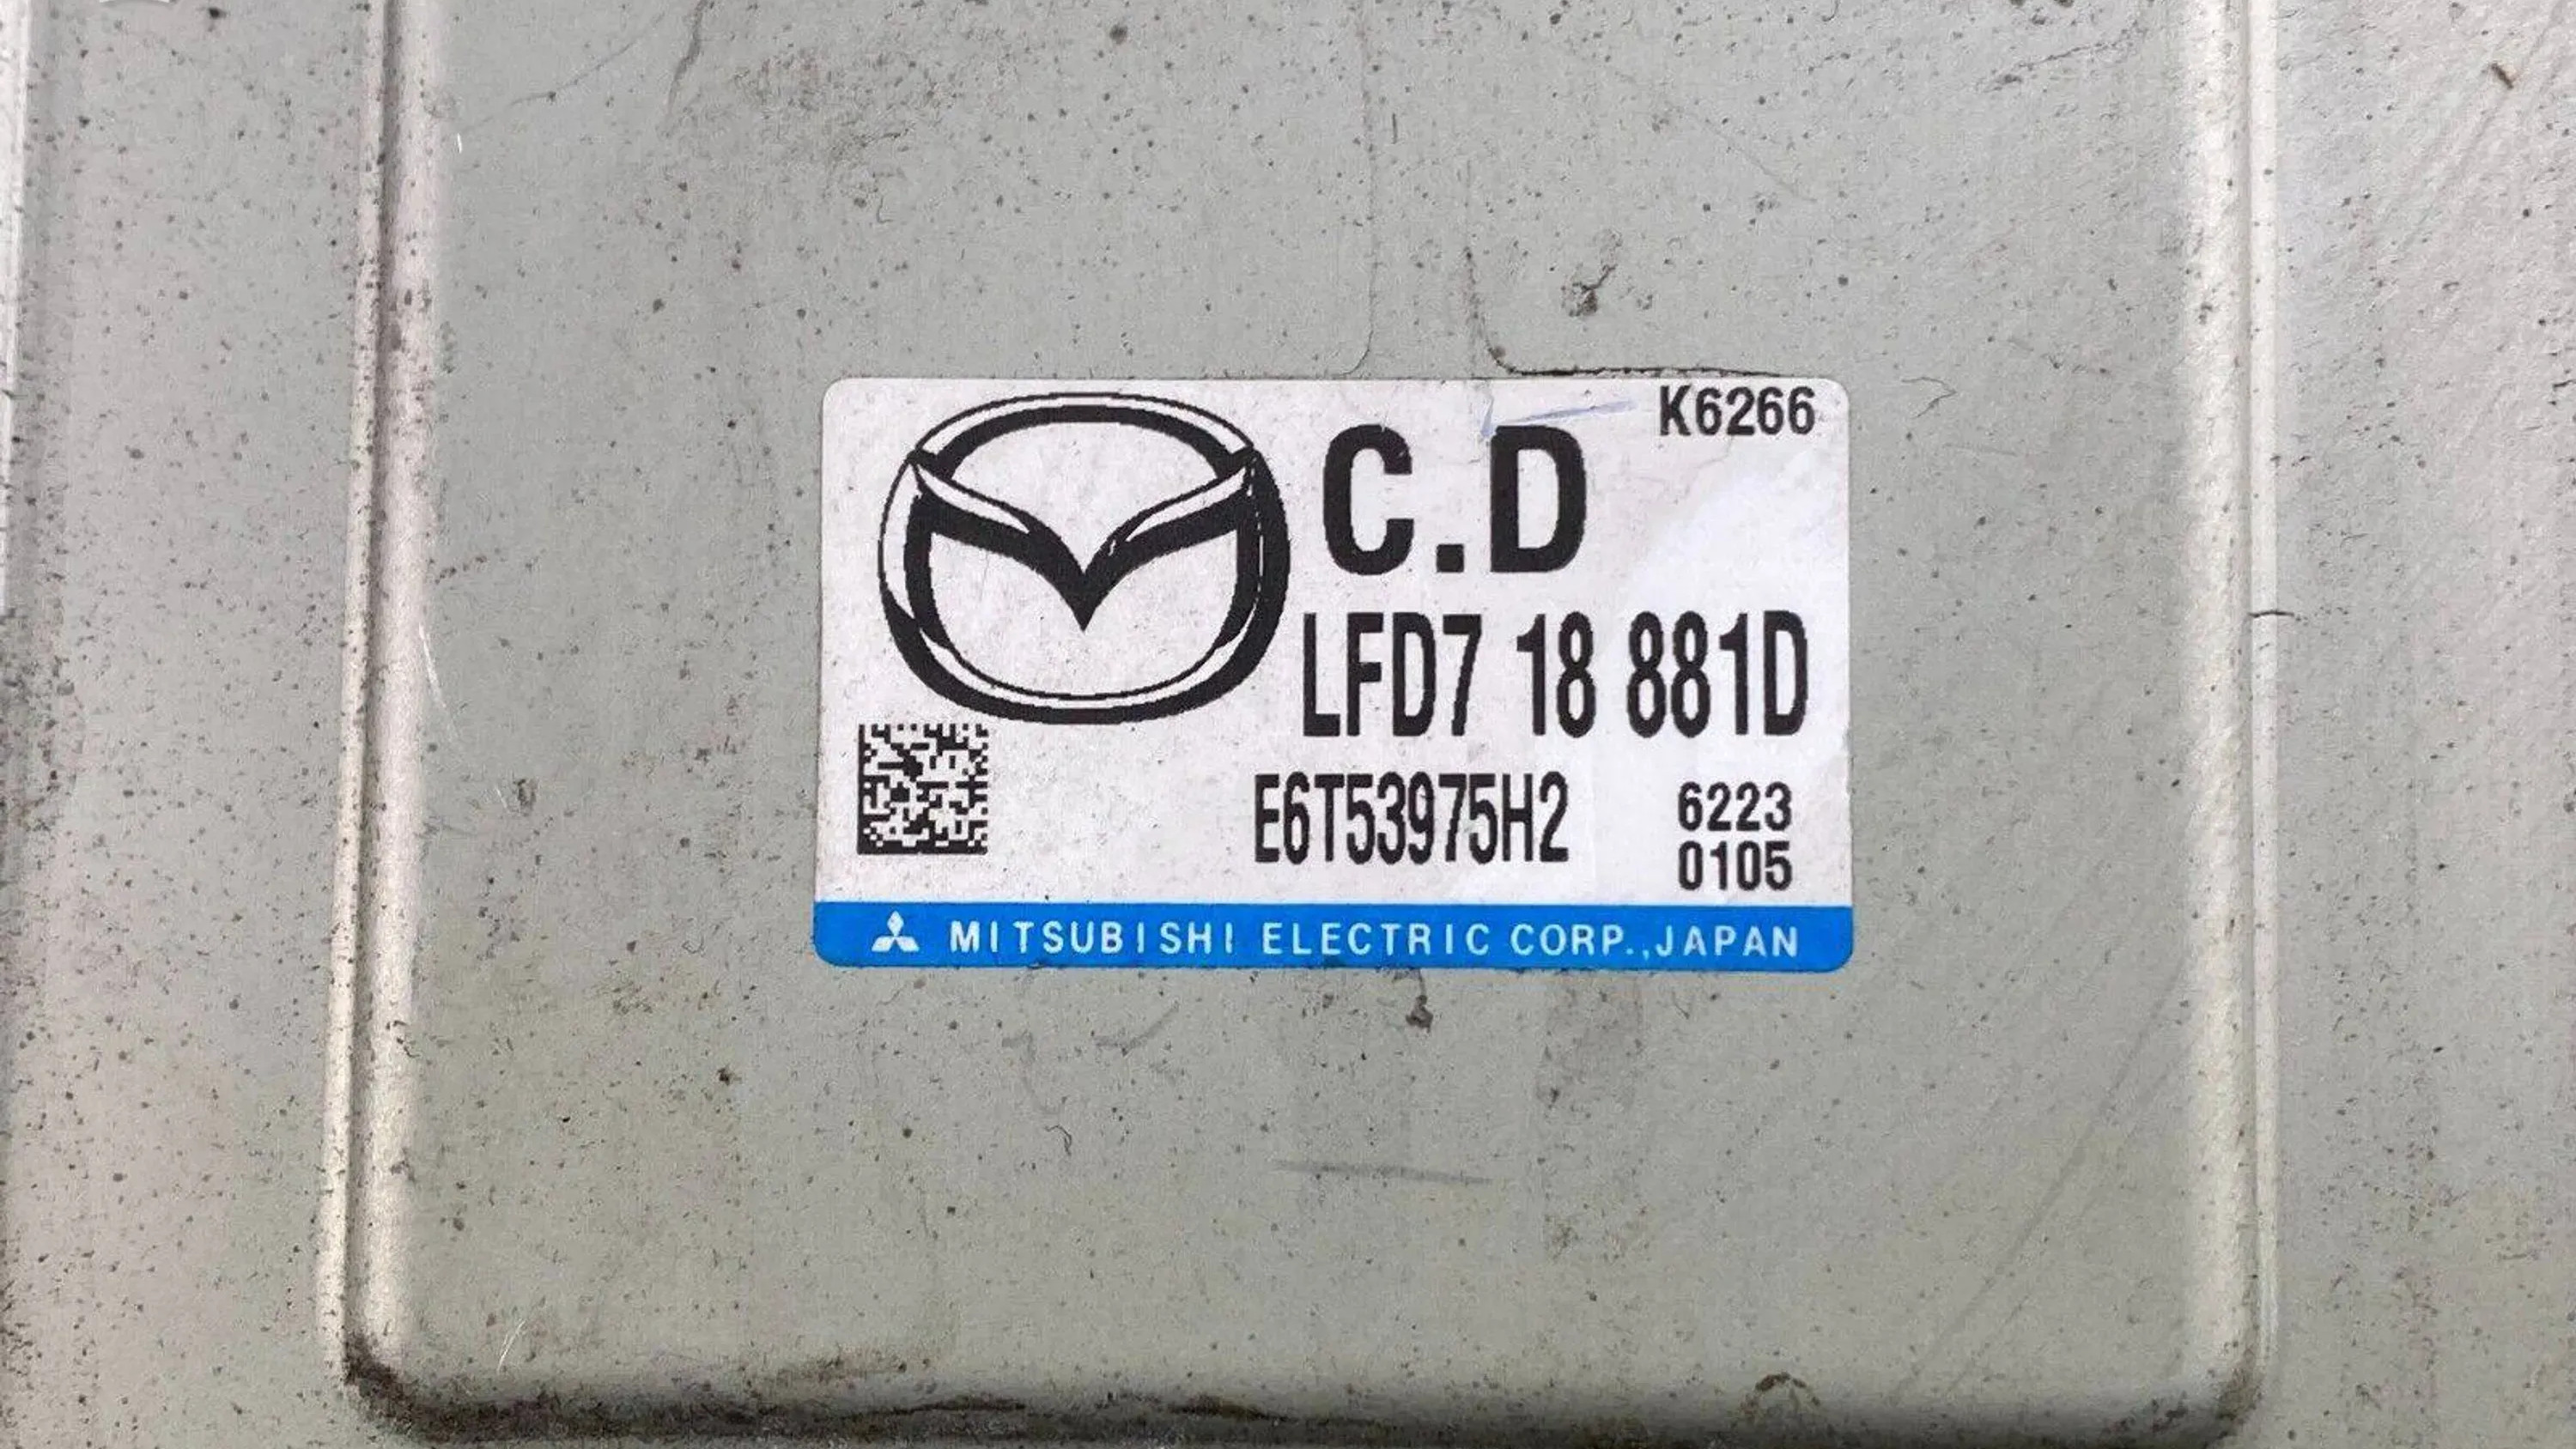 K6266
C.D
LFD7 18 881D
E6T53975H2
6223
0105
MITSUBISHI ELECTRIC CORP.,JAPAN